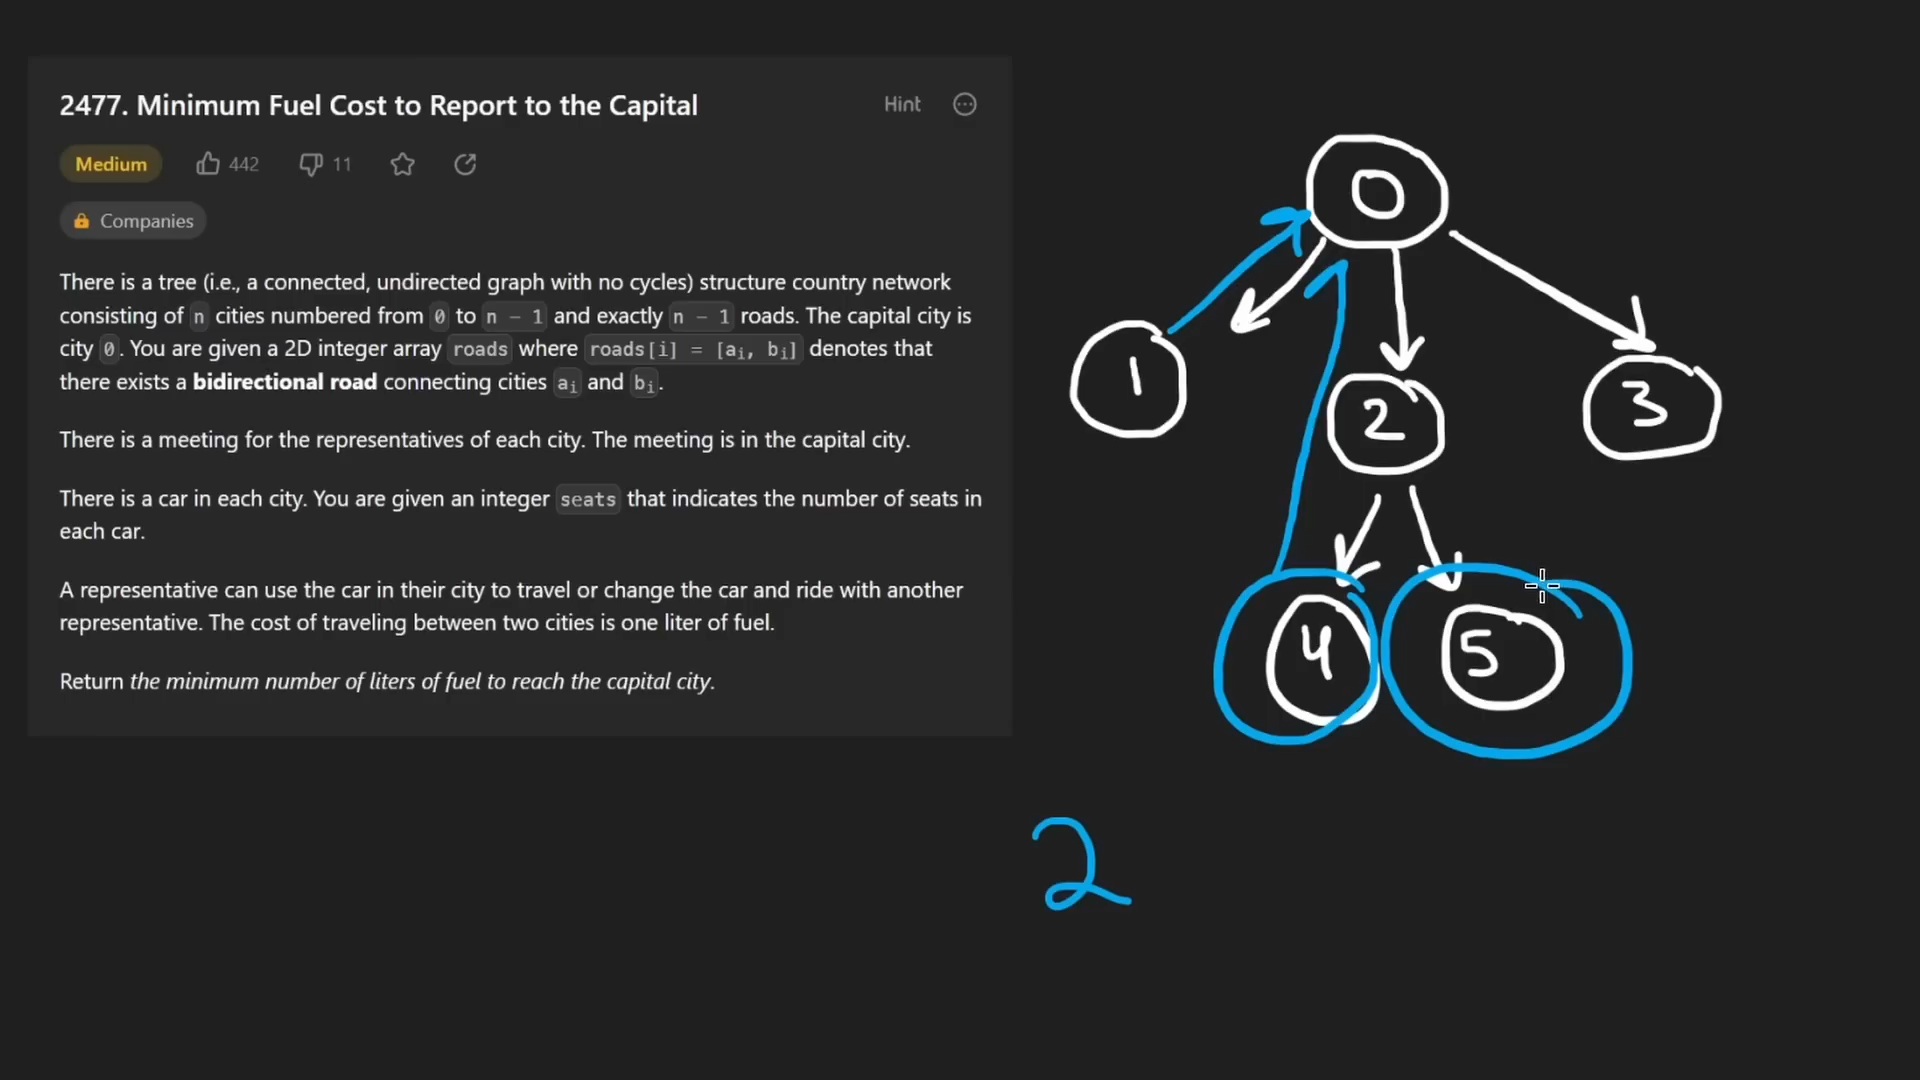 2477. Minimum Fuel Cost to Report to the Capital
Hint
Medium
442
11
Companies
There is a tree (i.e., a connected, undirected graph with no cycles) structure country network
consisting of n cities numbered from 0 to n - 1 and exactly n - 1 roads. The capital city is
city 0. You are given a 2D integer array roads where roads[i] = [aᵢ, bᵢ] denotes that
there exists a bidirectional road connecting cities aᵢ and bᵢ.
There is a meeting for the representatives of each city. The meeting is in the capital city.
There is a car in each city. You are given an integer seats that indicates the number of seats in
each car.
A representative can use the car in their city to travel or change the car and ride with another
representative. The cost of traveling between two cities is one liter of fuel.
Return the minimum number of liters of fuel to reach the capital city.
0
1
2
3
4
5
2